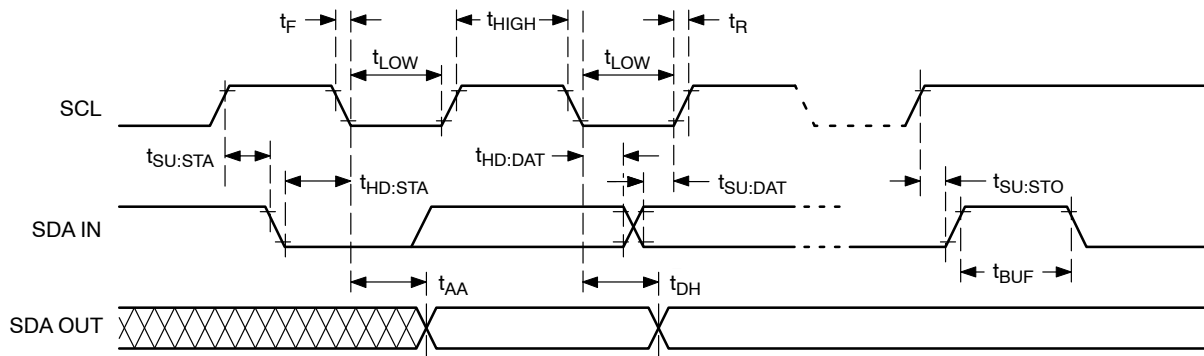 tF
tHIGH
tR
tLOW
tLOW
SCL
tSU:STA
tHD:STA
tHD:DAT
tSU:DAT
tSU:STO
SDA IN
tAA
tDH
tBUF
SDA OUT